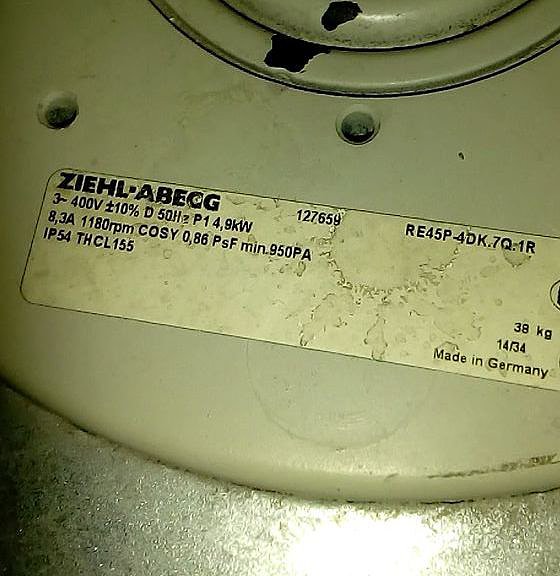 ZIEHL-ABEGG
3~ 400V ±10% D 50Hz P1 4,9kW
8,3A 1180rpm COSY 0,86 PsF min.950PA
IP54 THCL155
127659
RE45P-4DK.7Q.1R
38 kg
14/34
Made in Germany